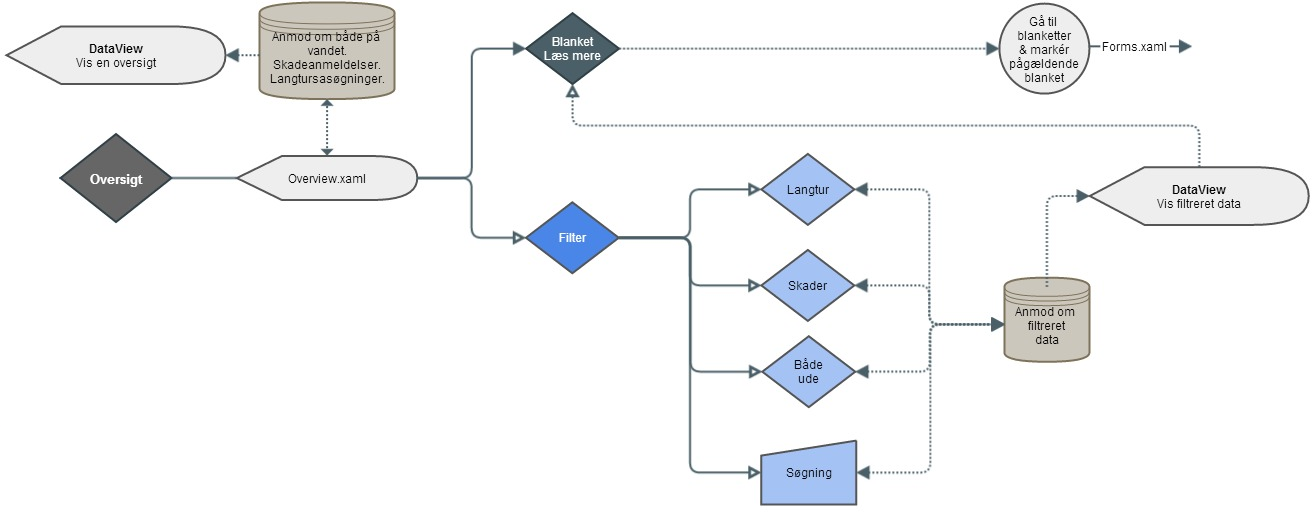 DataView
Vis en oversigt
Anmod om både på
vandet.
Skadeanmeldelser.
Langtursasøgninger.
Blanket
Læs mere
Gå til
blanketter
& markér
pågældende
blanket
Forms.xaml
Oversigt
Overview.xaml
Filter
Langtur
Skader
Både
ude
Søgning
DataView
Vis filtreret data
Anmod om
filtreret
data